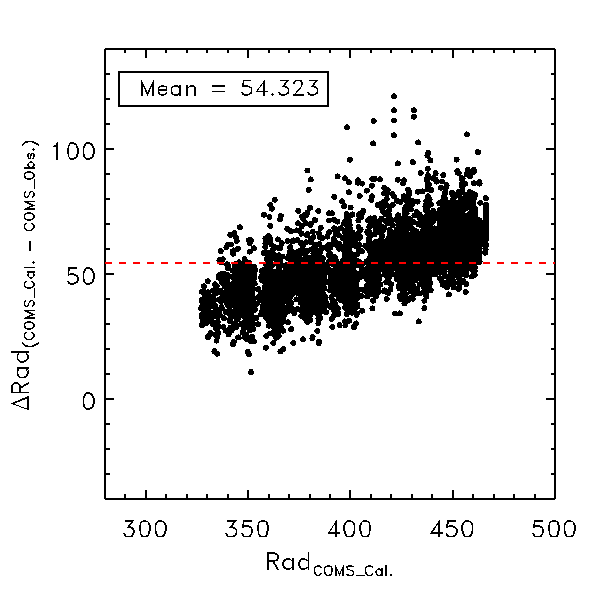 Mean = 54.323
100
50
0
ΔRad(COMS_Cal. - COMS_Obs.)
300 350 400 450 500
RadCOMS_Cal.